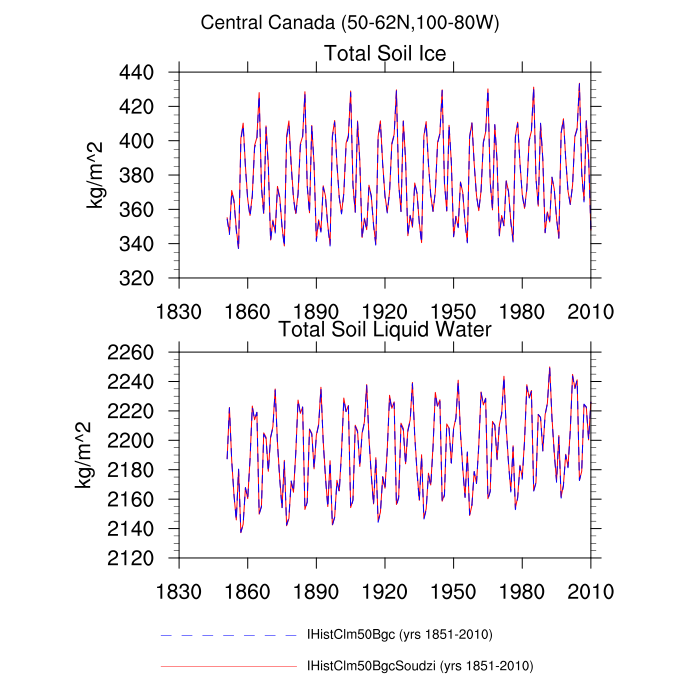 Central Canada (50-62N,100-80W)
Total Soil Ice
kg/m^2
440
420
400
380
360
340
320
1830 1860 1890 1920 1950 1980 2010
Total Soil Liquid Water
kg/m^2
2260
2240
2220
2200
2180
2160
2140
2120
1830 1860 1890 1920 1950 1980 2010
IHistClm50Bgc (yrs 1851-2010)
IHistClm50BgcSoudzi (yrs 1851-2010)